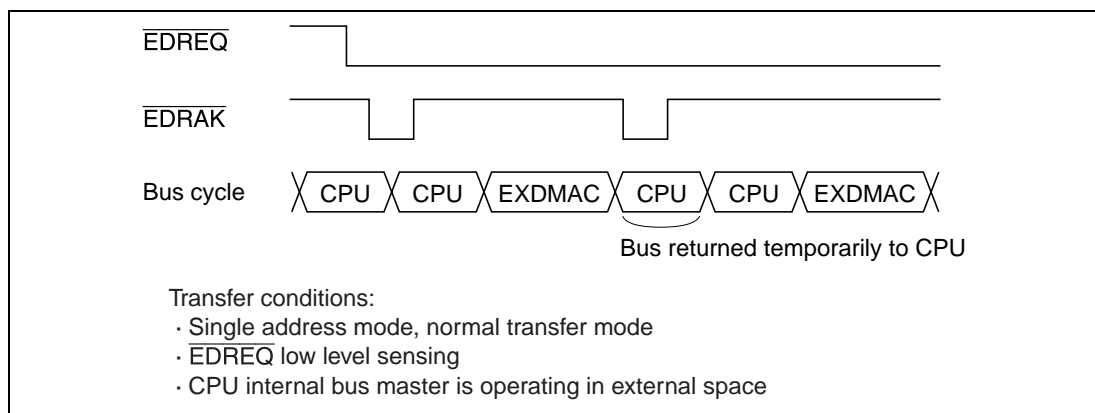 EDREQ
EDRAK
Bus cycle CPU CPU EXDMAC CPU CPU EXDMAC
Bus returned temporarily to CPU
Transfer conditions:
· Single address mode, normal transfer mode
· EDREQ low level sensing
· CPU internal bus master is operating in external space